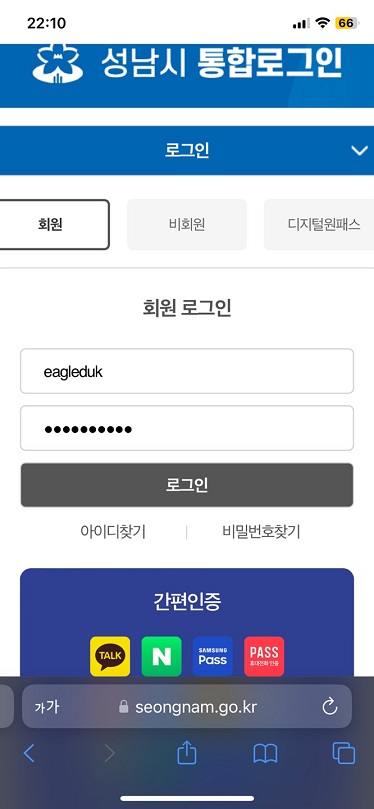 22:10
66
성남시 통합로그인
로그인
회원
비회원
디지털원패스
회원 로그인
eagleduk
••••••••••
로그인
아이디찾기
비밀번호찾기
간편인증
TALK
N
SAMSUNG
Pass
PASS
휴대전화 인증
가가
seongnam.go.kr